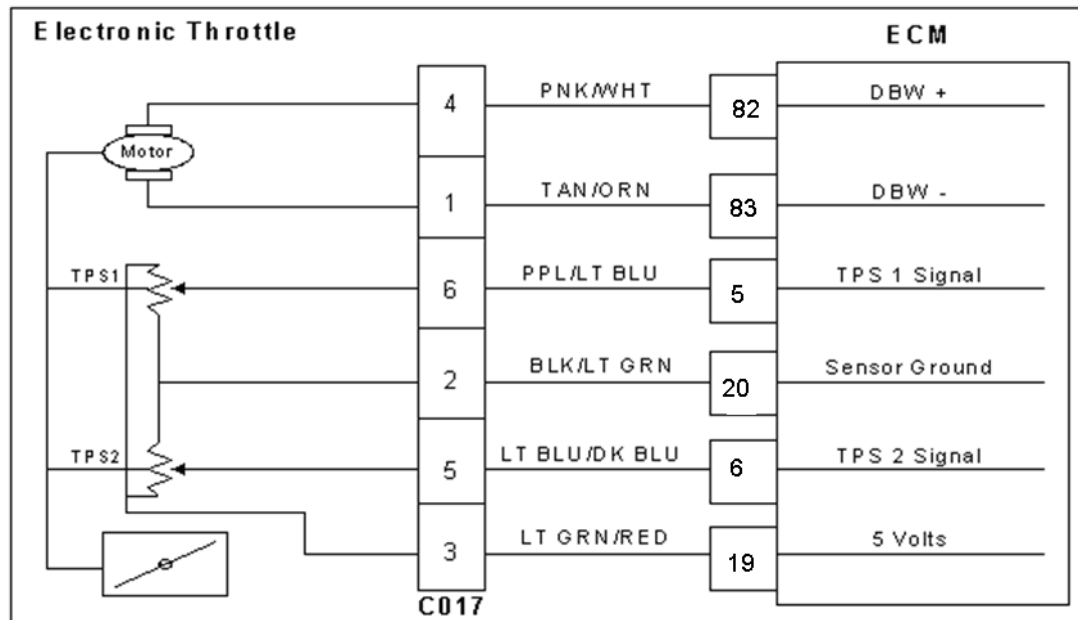 Electronic Throttle
ECM
4 PNK/WHT 82 DBW +
Motor
1 TAN/ORN 83 DBW -
TPS1 6 PPL/LT BLU 5 TPS 1 Signal
2 BLK/LT GRN 20 Sensor Ground
TPS2 5 LT BLU/DK BLU 6 TPS 2 Signal
3 LT GRN/RED 19 5 Volts
C017